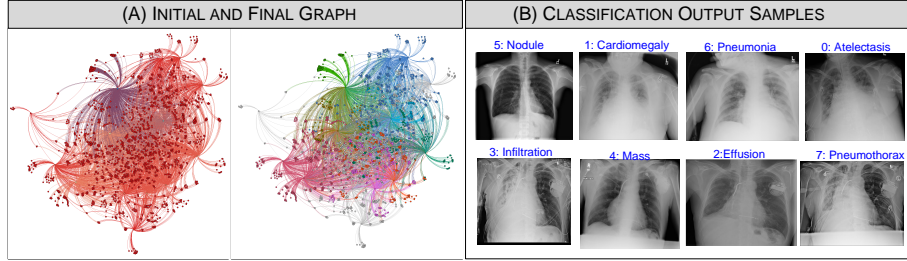 (A) INITIAL AND FINAL GRAPH
(B) CLASSIFICATION OUTPUT SAMPLES
5: Nodule
1: Cardiomegaly
6: Pneumonia
0: Atelectasis
3: Infiltration
4: Mass
2:Effusion
7: Pneumothorax